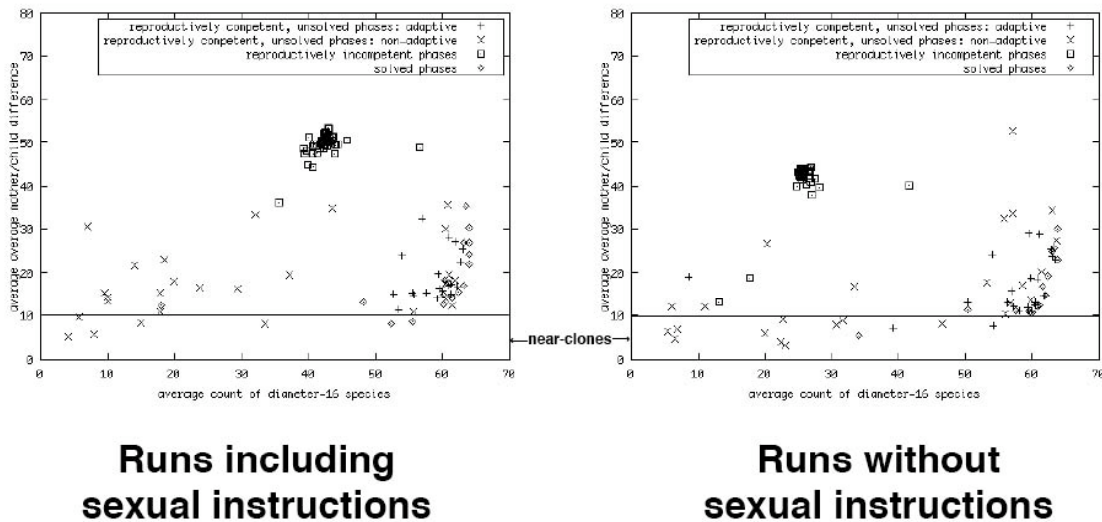 reproductively competent, unsolved phases: adaptive
reproductively competent, unsolved phases: non-adaptive
reproductively incompetent phases
solved phases
average average mother/child difference
80
70
60
50
40
30
20
10
0
0 10 20 30 40 50 60 70
average count of diameter-16 species
near-clones
reproductively competent, unsolved phases: adaptive
reproductively competent, unsolved phases: non-adaptive
reproductively incompetent phases
solved phases
average average mother/child difference
80
70
60
50
40
30
20
10
0
0 10 20 30 40 50 60 70
average count of diameter-16 species
Runs including
sexual instructions
Runs without
sexual instructions